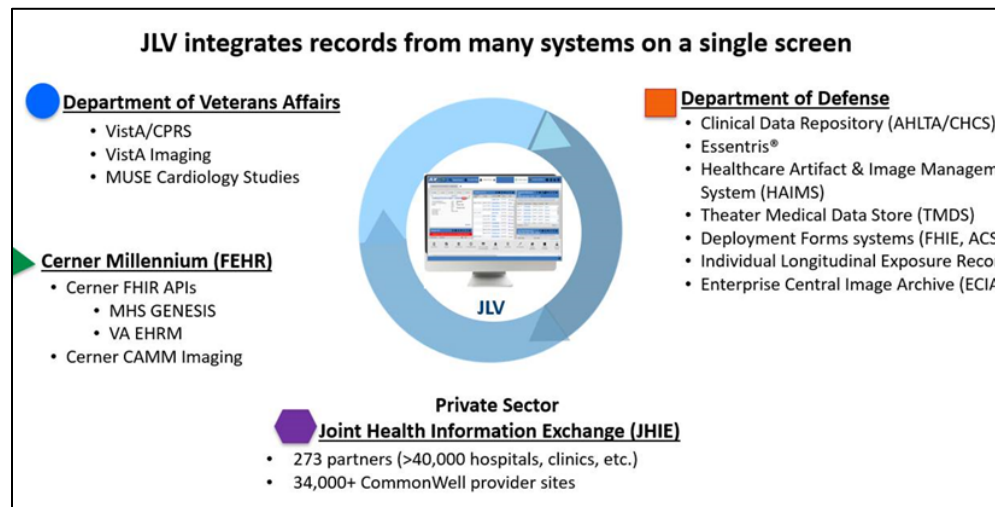 JLV integrates records from many systems on a single screen
Department of Veterans Affairs
• VistA/CPRS
• VistA Imaging
• MUSE Cardiology Studies
Cerner Millennium (FEHR)
• Cerner FHIR APIs
• MHS GENESIS
• VA EHRM
• Cerner CAMM Imaging
JLV
Department of Defense
• Clinical Data Repository (AHLTA/CHCS)
• Essentris®
• Healthcare Artifact & Image Managem
System (HAIMS)
• Theater Medical Data Store (TMDS)
• Deployment Forms systems (FHIE, ACS
• Individual Longitudinal Exposure Recor
• Enterprise Central Image Archive (ECIA
Private Sector
Joint Health Information Exchange (JHIE)
• 273 partners (>40,000 hospitals, clinics, etc.)
• 34,000+ CommonWell provider sites